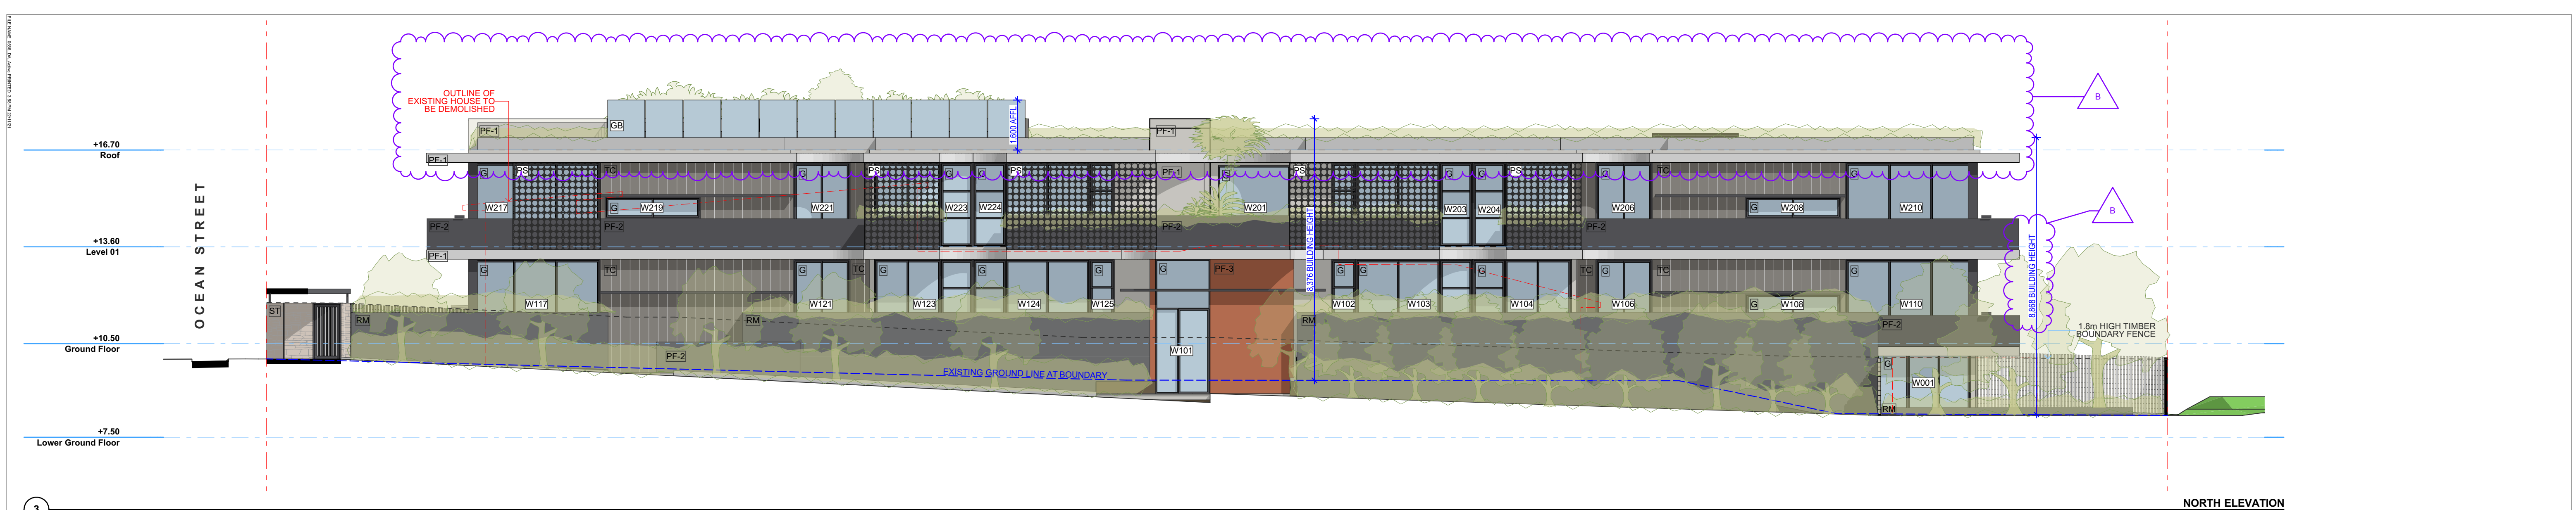 OUTLINE OF
EXISTING HOUSE TO
BE DEMOLISHED
B
PF-1
GB
1,600 AFFL
PF-1
+16.70
Roof
PF-1
G
PS
TC
G
PS
G
G
PS
PF-1
G
PS
G
G
PS
G
TC
G
W217
G
W219
W221
W223
W224
W201
W203
W204
W206
G
W208
W210
B
OCEAN STREET
PF-2
PF-2
PF-2
PF-2
+13.60
Level 01
8,376 BUILDING HEIGHT
8,868 BUILDING HEIGHT
PF-1
G
TC
G
TC
G
G
G
G
PF-3
G
G
G
TC
G
TC
G
W117
W121
W123
W124
W125
W102
W103
W104
W106
G
W108
W110
ST
RM
RM
RM
PF-2
1.8m HIGH TIMBER
BOUNDARY FENCE
+10.50
Ground Floor
PF-2
W101
G
EXISTING GROUND LINE AT BOUNDARY
W001
RM
+7.50
Lower Ground Floor
3
NORTH ELEVATION